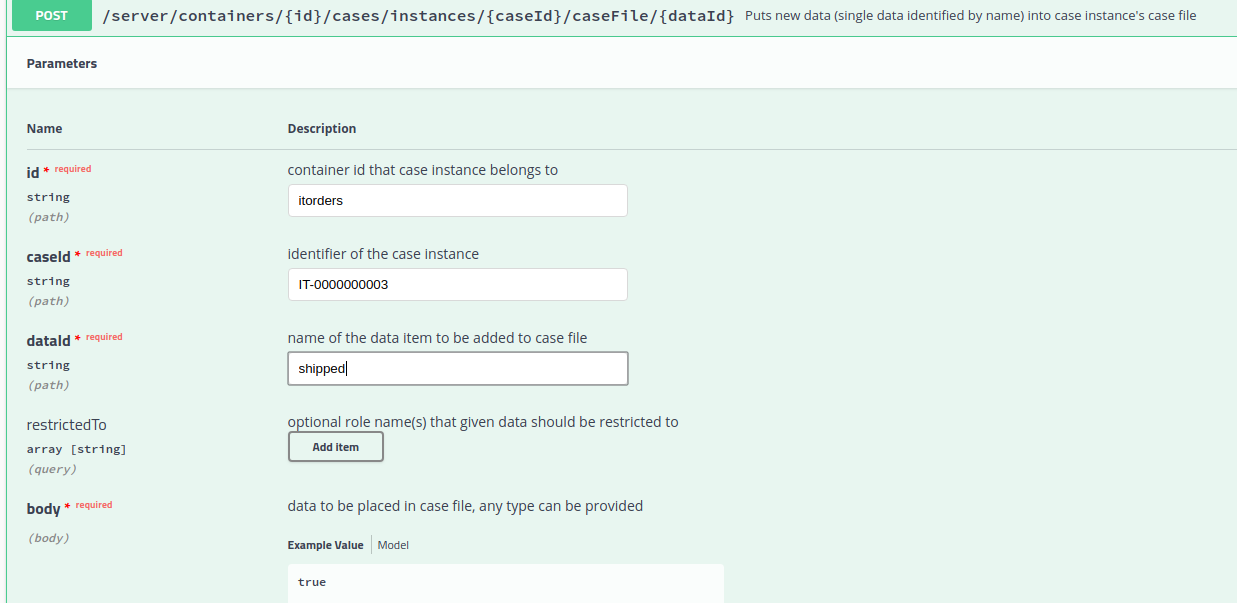 POST /server/containers/{id}/cases/instances/{caseId}/caseFile/{dataId} Puts new data (single data identified by name) into case instance's case file
Parameters
Name Description
id * required container id that case instance belongs to
string itorders
(path)
caseId * required identifier of the case instance
string IT-0000000003
(path)
dataId * required name of the data item to be added to case file
string shipped
(path)
restrictedTo optional role name(s) that given data should be restricted to
array [string] Add item
(query)
body * required data to be placed in case file, any type can be provided
(body)
Example Value Model
true